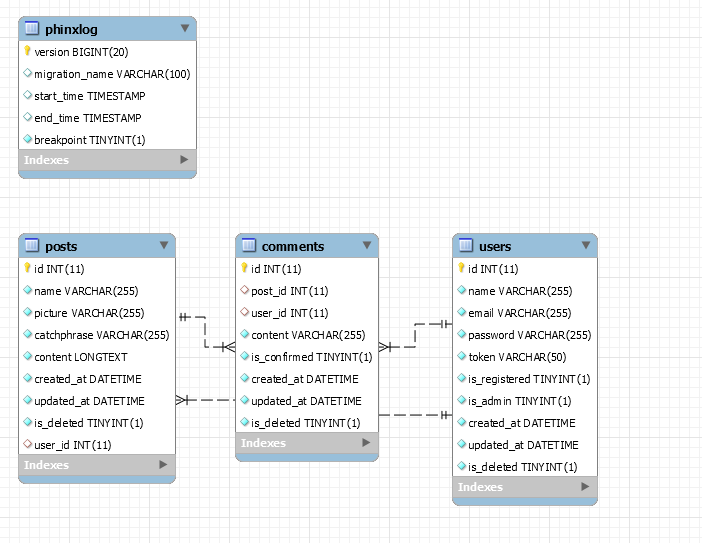 phinxlog
version BIGINT(20)
migration_name VARCHAR(100)
start_time TIMESTAMP
end_time TIMESTAMP
breakpoint TINYINT(1)
Indexes
posts
id INT(11)
name VARCHAR(255)
picture VARCHAR(255)
catchphrase VARCHAR(255)
content LONGTEXT
created_at DATETIME
updated_at DATETIME
is_deleted TINYINT(1)
user_id INT(11)
Indexes
comments
id INT(11)
post_id INT(11)
user_id INT(11)
content VARCHAR(255)
is_confirmed TINYINT(1)
created_at DATETIME
updated_at DATETIME
is_deleted TINYINT(1)
Indexes
users
id INT(11)
name VARCHAR(255)
email VARCHAR(255)
password VARCHAR(255)
token VARCHAR(50)
is_registered TINYINT(1)
is_admin TINYINT(1)
created_at DATETIME
updated_at DATETIME
is_deleted TINYINT(1)
Indexes